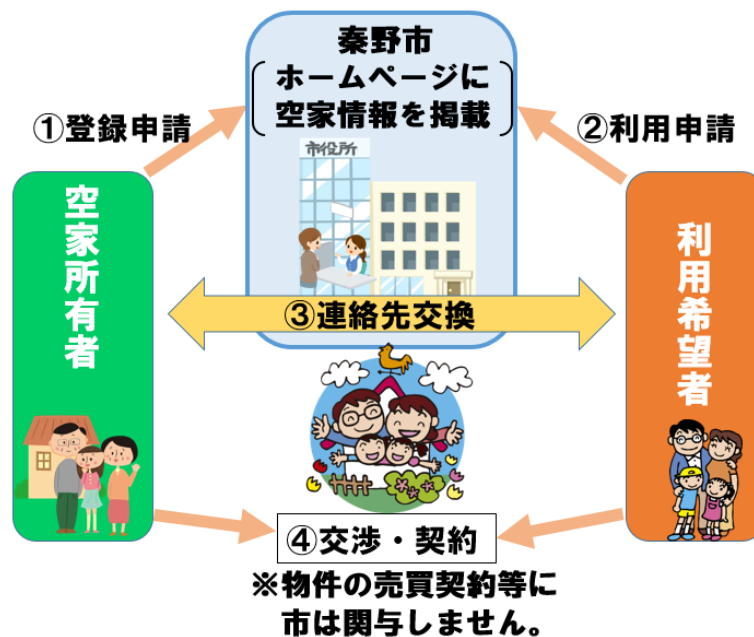 秦野市
ホームページに
空家情報を掲載
①登録申請
②利用申請
市役所
空家所有者
利用希望者
③連絡先交換
④交渉・契約
※物件の売買契約等に
市は関与しません。